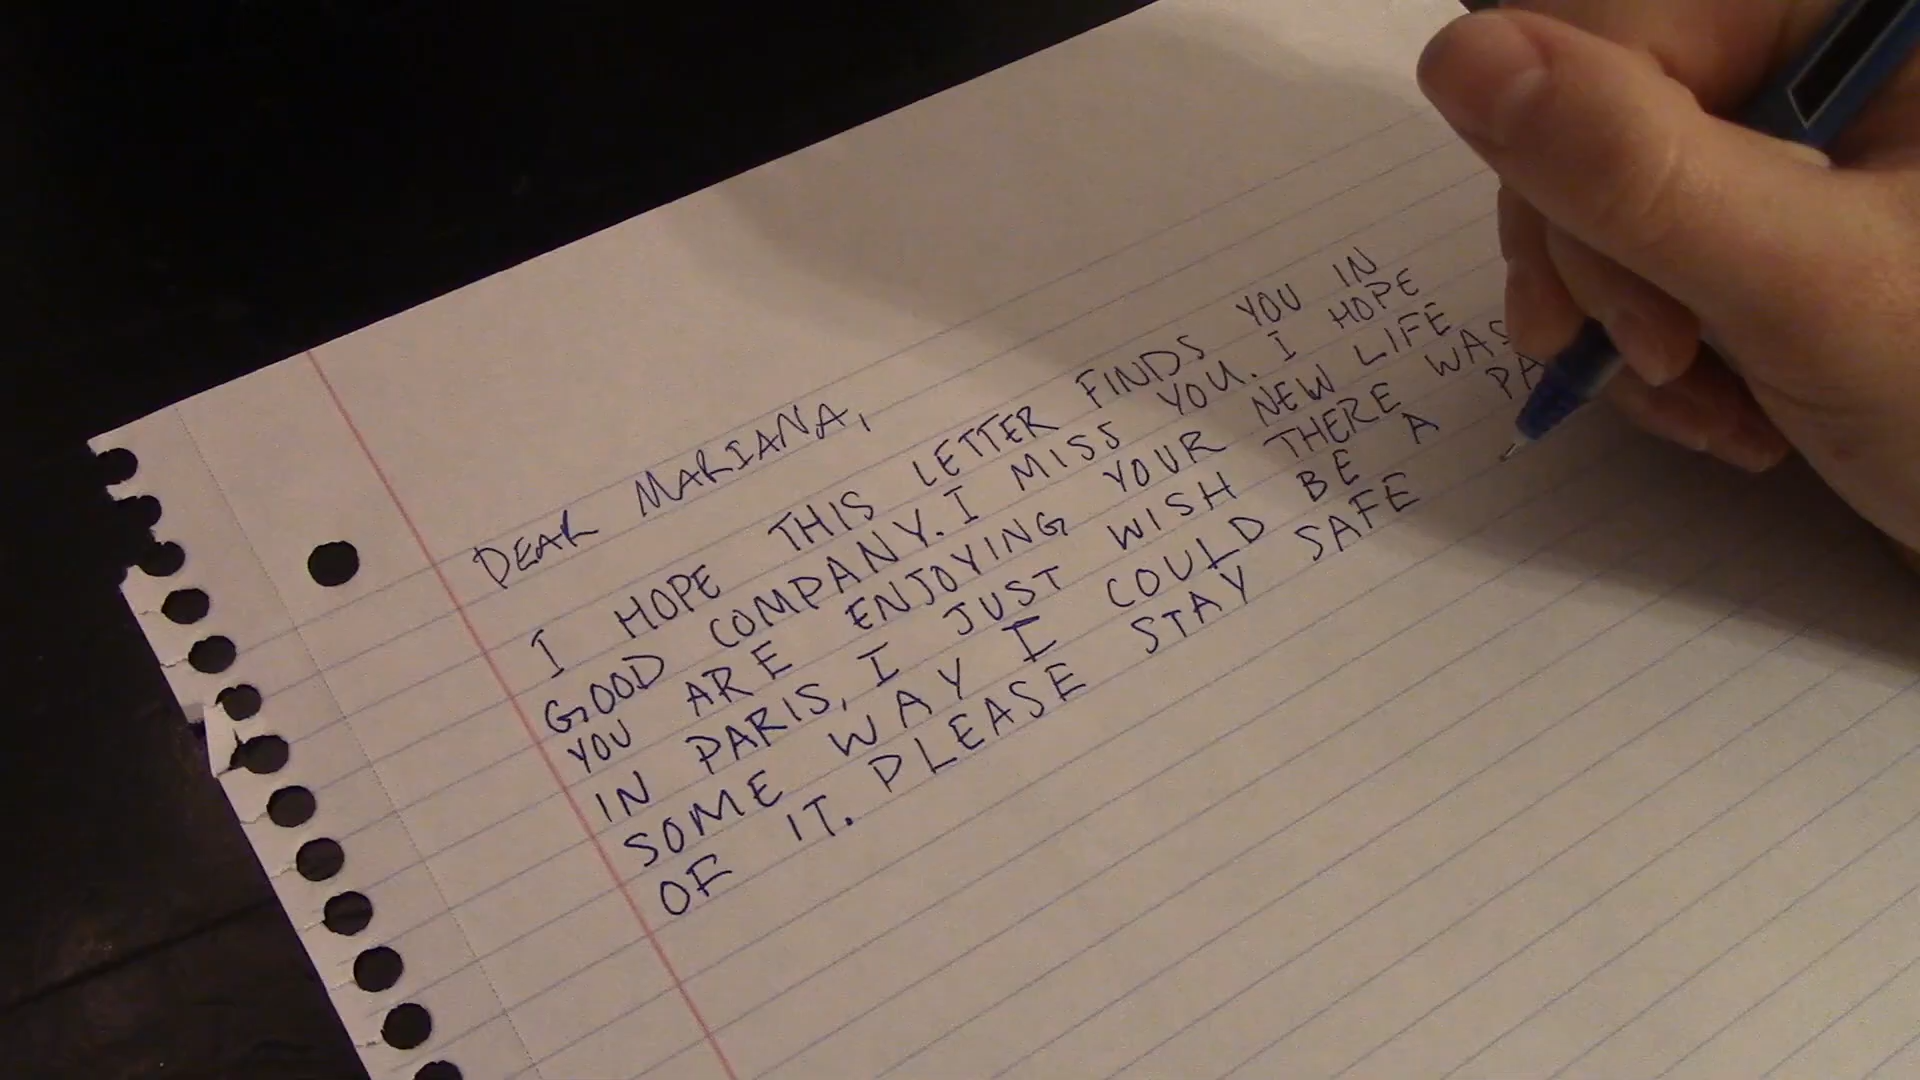 DEAR MARIANA,
I HOPE THIS LETTER FINDS YOU IN
GOOD COMPANY. I MISS YOU. I HOPE
YOU ARE ENJOYING YOUR NEW LIFE
IN PARIS, I JUST WISH THERE WAS
SOME WAY I COULD BE A PA
OF IT. PLEASE STAY SAFE